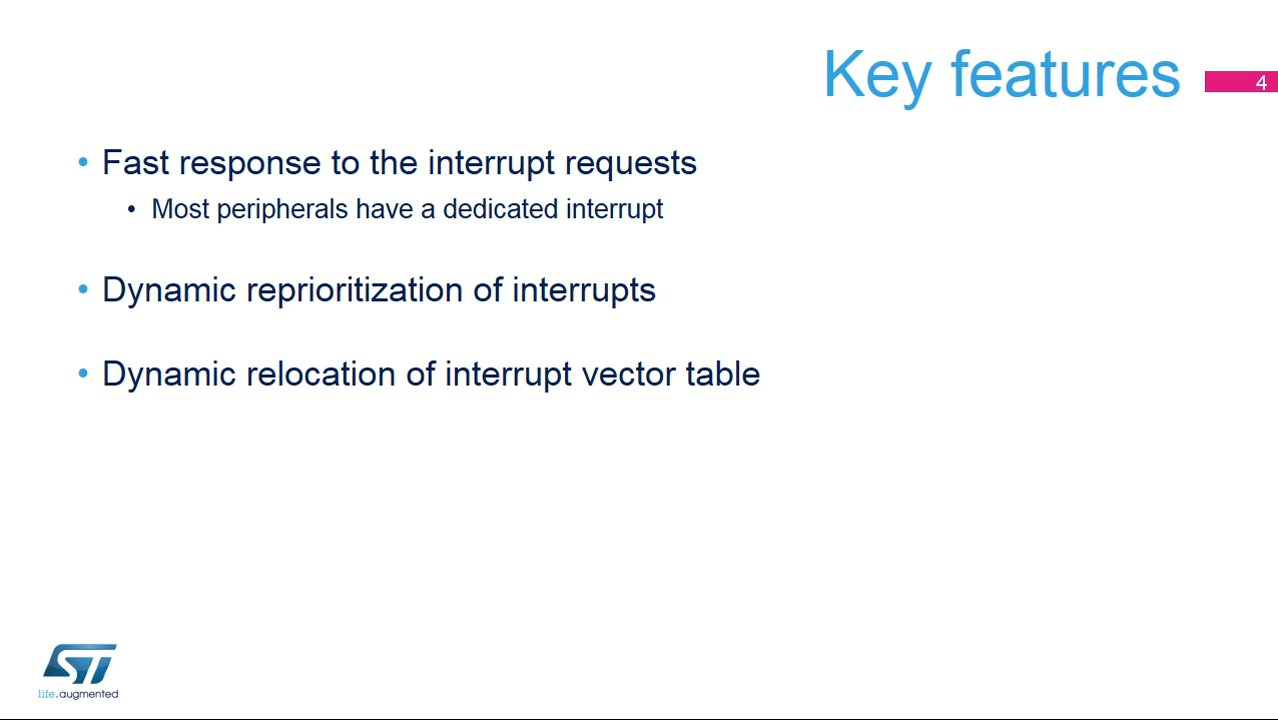 Key features
4
• Fast response to the interrupt requests
• Most peripherals have a dedicated interrupt
• Dynamic reprioritization of interrupts
• Dynamic relocation of interrupt vector table
ST
life.augmented